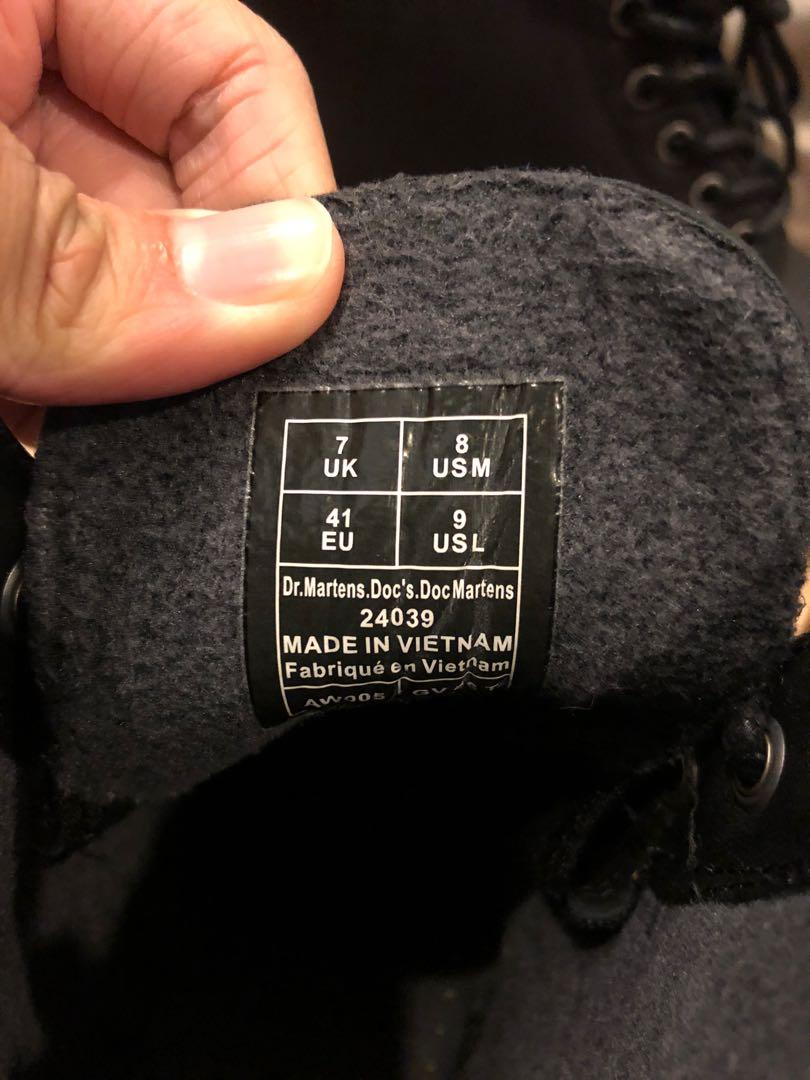 7 8
UK USM
41 9
EU USL
Dr.Martens.Doc's.DocMartens
24039
MADE IN VIETNAM
Fabriqué en Vietnam